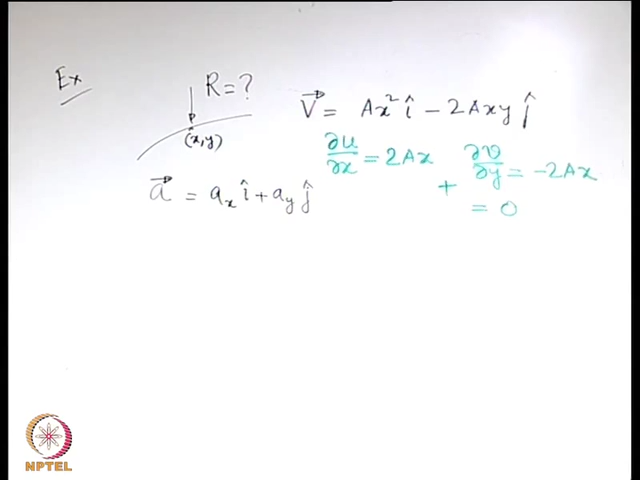 Ex
R = ?
P
(x,y)
V⃗ = Ax² î − 2Axy ĵ
∂u/∂x = 2Ax + ∂v/∂y = −2Ax
= 0
a⃗ = aₓ î + a_y ĵ
NPTEL